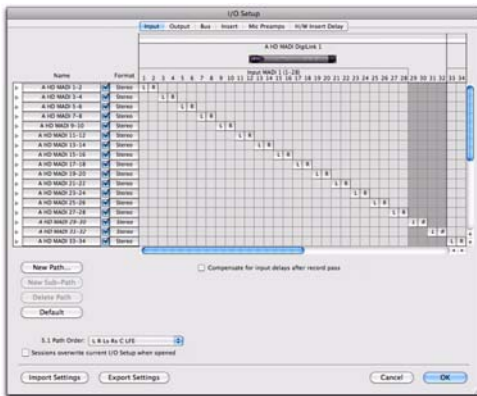 I/O Setup
Input Output Bus Insert Mic Preamps H/W Insert Delay
A HD MADI DigiLink 1
Input MADI 1 (1-28)
Name Format 1 2 3 4 5 6 7 8 9 10 11 12 13 14 15 16 17 18 19 20 21 22 23 24 25 26 27 28 29 30 31 32 33 34
A HD MADI 1-2 Stereo L R
A HD MADI 3-4 Stereo L R
A HD MADI 5-6 Stereo L R
A HD MADI 7-8 Stereo L R
A HD MADI 9-10 Stereo L R
A HD MADI 11-12 Stereo L R
A HD MADI 13-14 Stereo L R
A HD MADI 15-16 Stereo L R
A HD MADI 17-18 Stereo L R
A HD MADI 19-20 Stereo L R
A HD MADI 21-22 Stereo L R
A HD MADI 23-24 Stereo L R
A HD MADI 25-26 Stereo L R
A HD MADI 27-28 Stereo L R
A HD MADI 29-30 Stereo L R
A HD MADI 31-32 Stereo L R
A HD MADI 33-34 Stereo L R
New Path... Compensate for input delays after record pass
New Sub-Path
Delete Path
Default
5.1 Path Order: L R Ls Rs C LFE
Sessions overwrite current I/O Setup when opened
Import Settings Export Settings Cancel OK